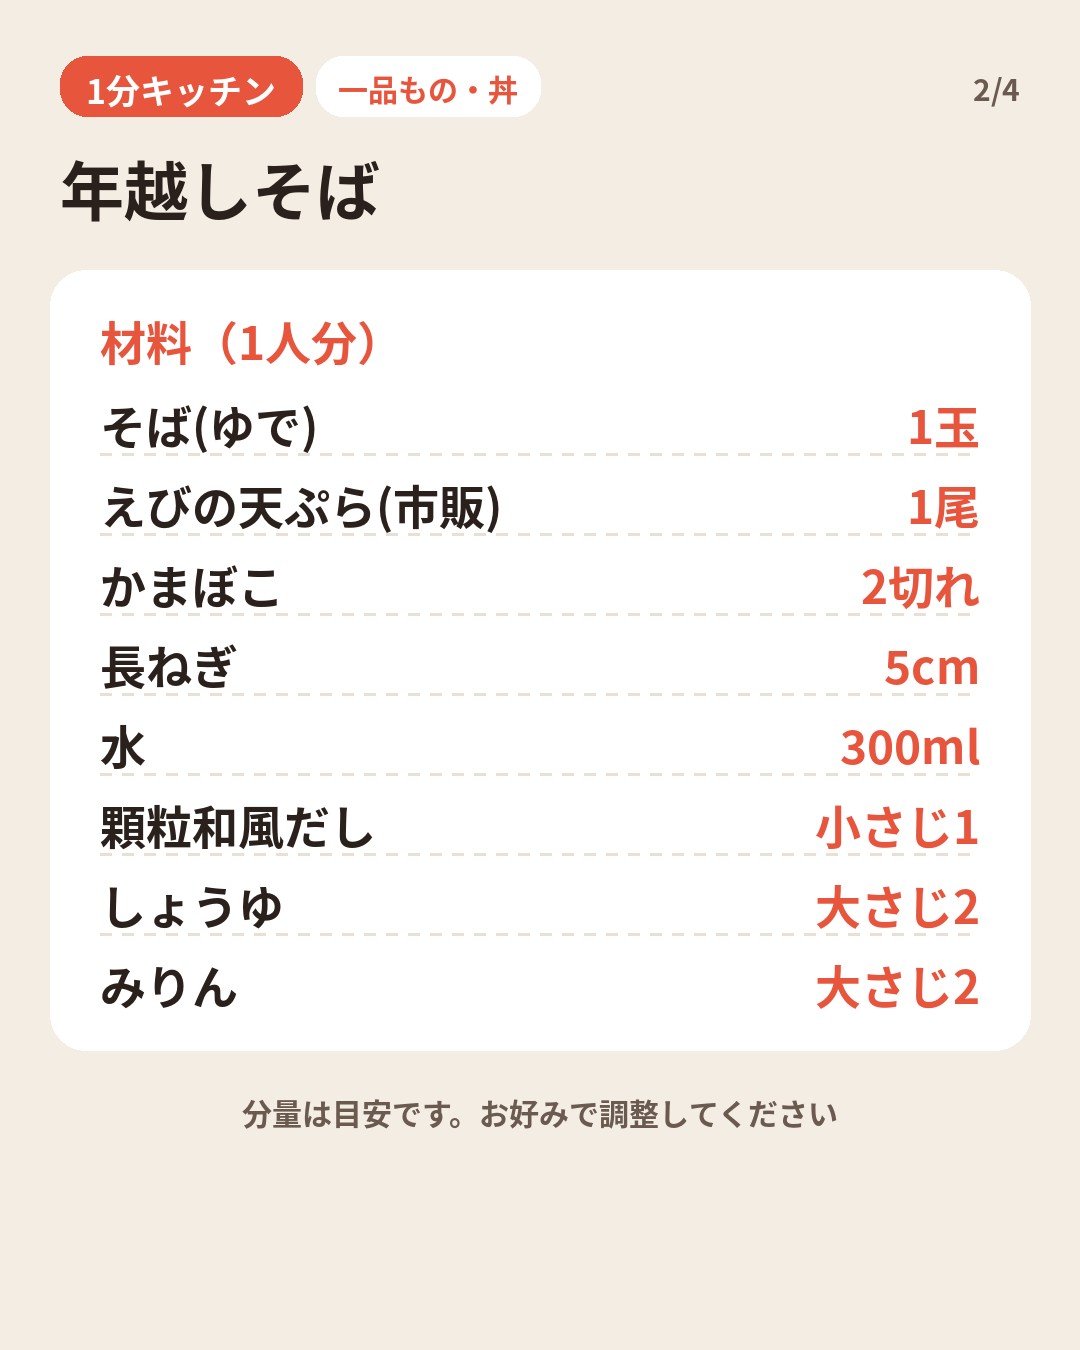 1分キッチン 一品もの・丼 2/4
年越しそば
材料（1人分）
そば(ゆで) 1玉
えびの天ぷら(市販) 1尾
かまぼこ 2切れ
長ねぎ 5cm
水 300ml
顆粒和風だし 小さじ1
しょうゆ 大さじ2
みりん 大さじ2
分量は目安です。お好みで調整してください